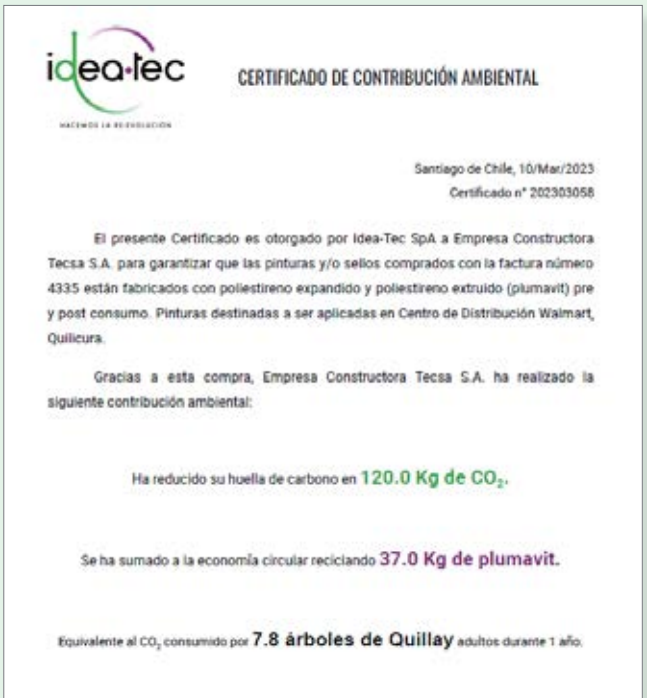 idea-tec
HACEMOS LA RE-EVOLUCIÓN
CERTIFICADO DE CONTRIBUCIÓN AMBIENTAL
Santiago de Chile, 10/Mar/2023
Certificado n° 202303058
El presente Certificado es otorgado por Idea-Tec SpA a Empresa Constructora
Tecsa S.A. para garantizar que las pinturas y/o sellos comprados con la factura número
4335 están fabricados con poliestireno expandido y poliestireno extruido (plumavit) pre
y post consumo. Pinturas destinadas a ser aplicadas en Centro de Distribución Walmart,
Quilicura.
Gracias a esta compra, Empresa Constructora Tecsa S.A. ha realizado la
siguiente contribución ambiental:
Ha reducido su huella de carbono en 120.0 Kg de CO₂.
Se ha sumado a la economía circular reciclando 37.0 Kg de plumavit.
Equivalente al CO₂ consumido por 7.8 árboles de Quillay adultos durante 1 año.